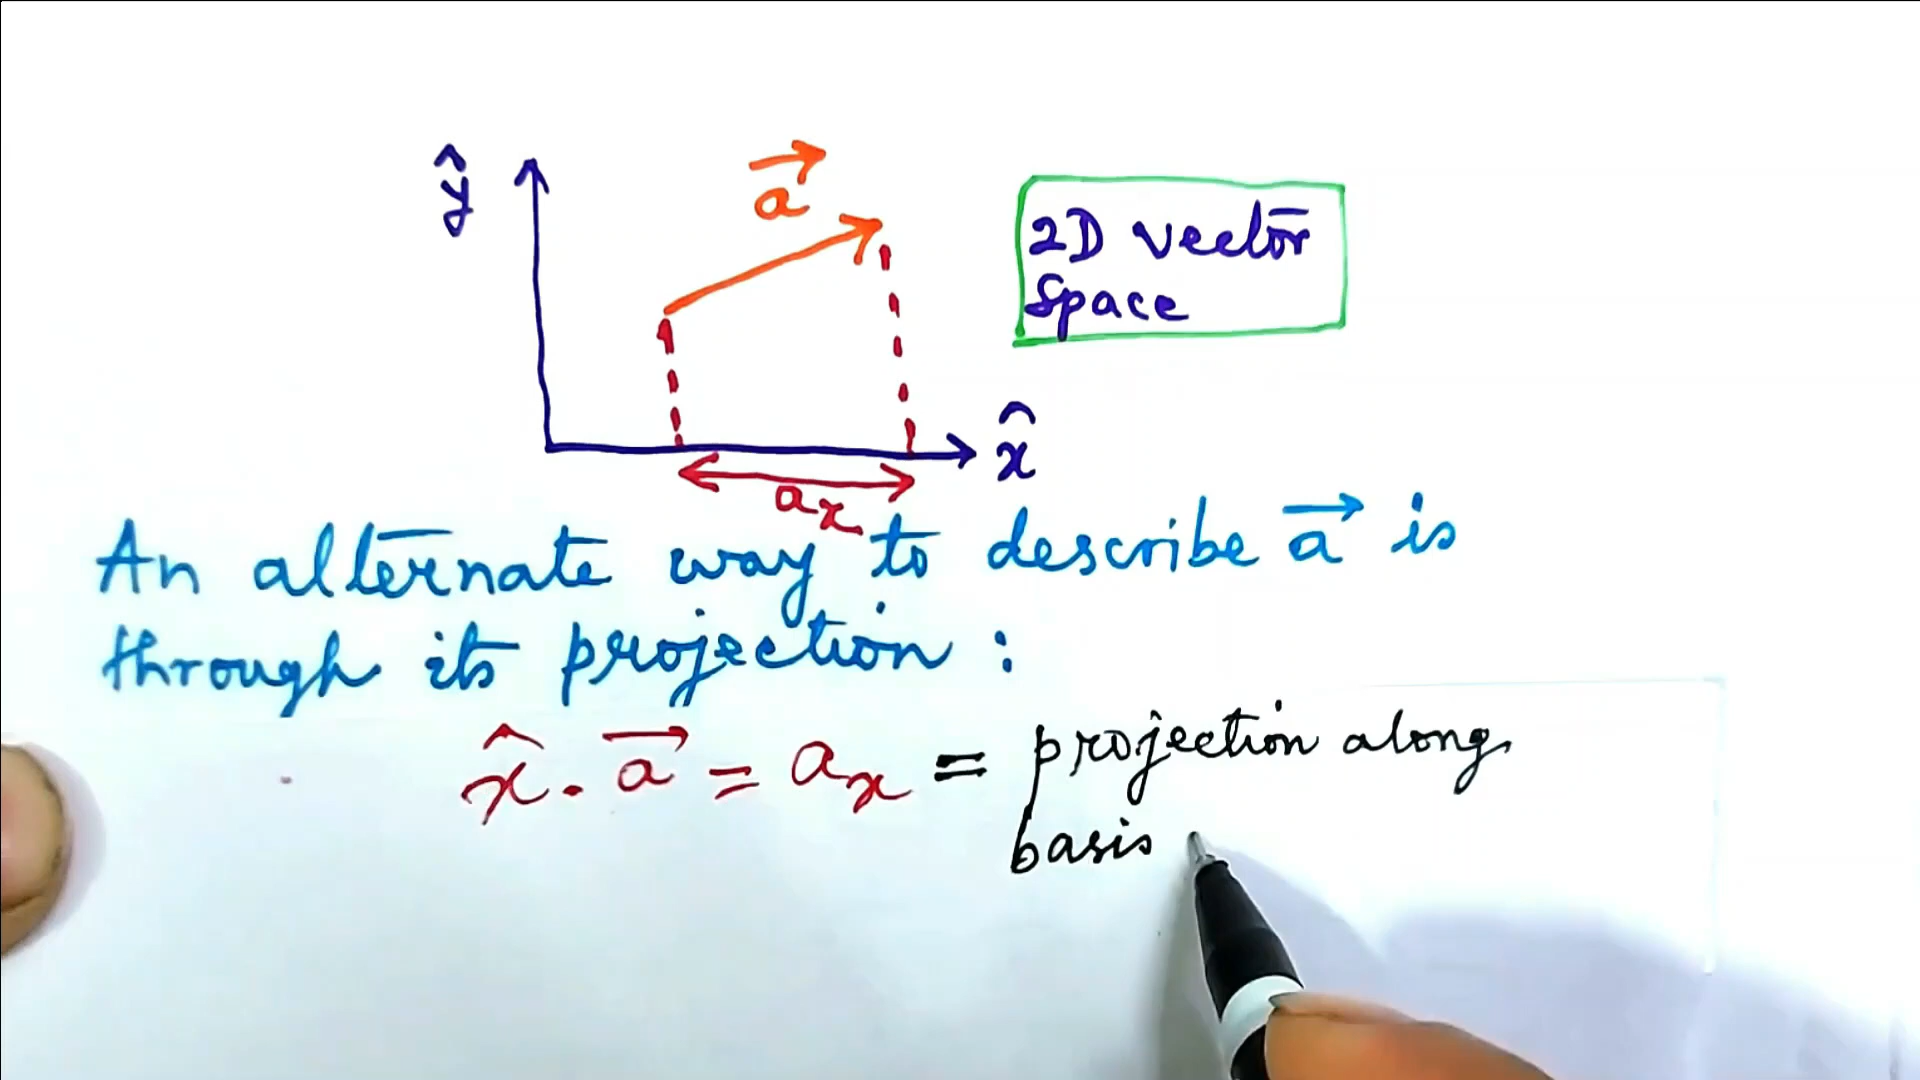 ŷ
a⃗
2D vector
Space
x̂
aₓ
An alternate way to describe a⃗ is
through its projection :
x̂ . a⃗ = aₓ = projection along
basis